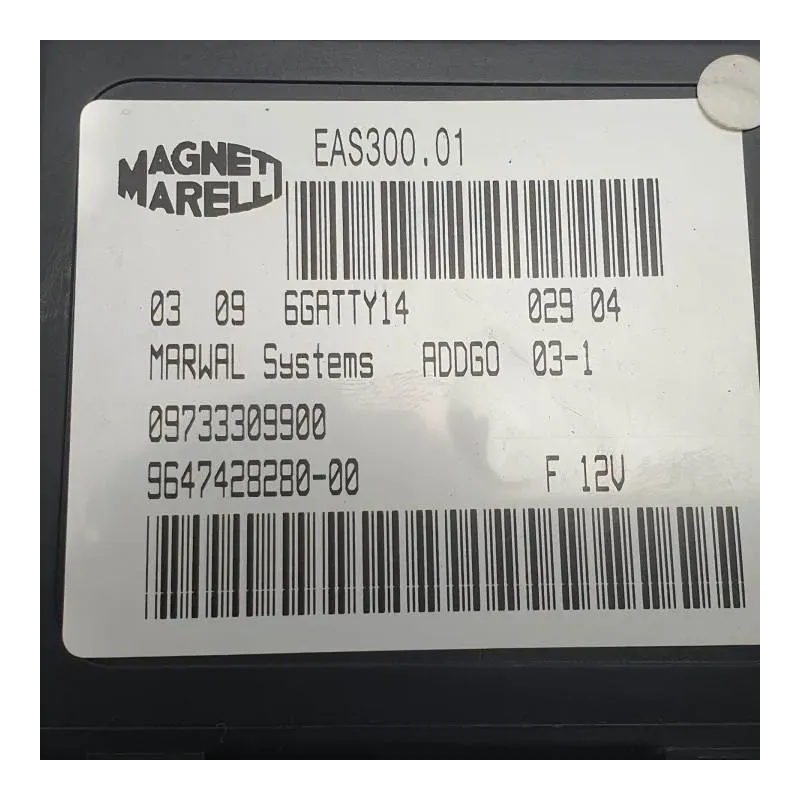 MAGNETI MARELLI
EAS300.01
03 09 6GATTY14 029 04
MARWAL Systems ADDGO 03-1
09733309900
9647428280-00 F 12V